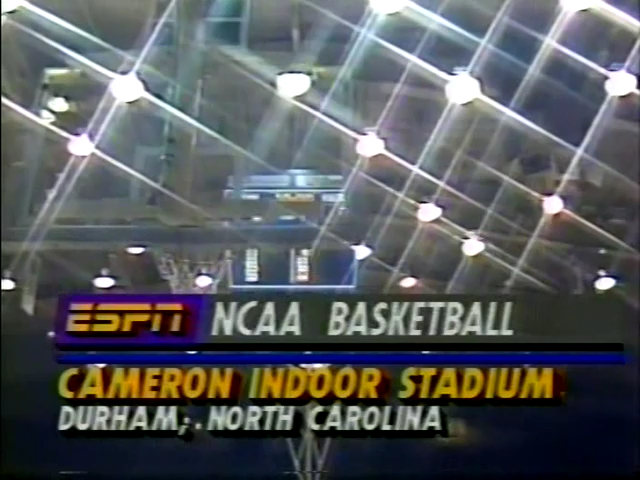 ESPN NCAA BASKETBALL
CAMERON INDOOR STADIUM
DURHAM, NORTH CAROLINA